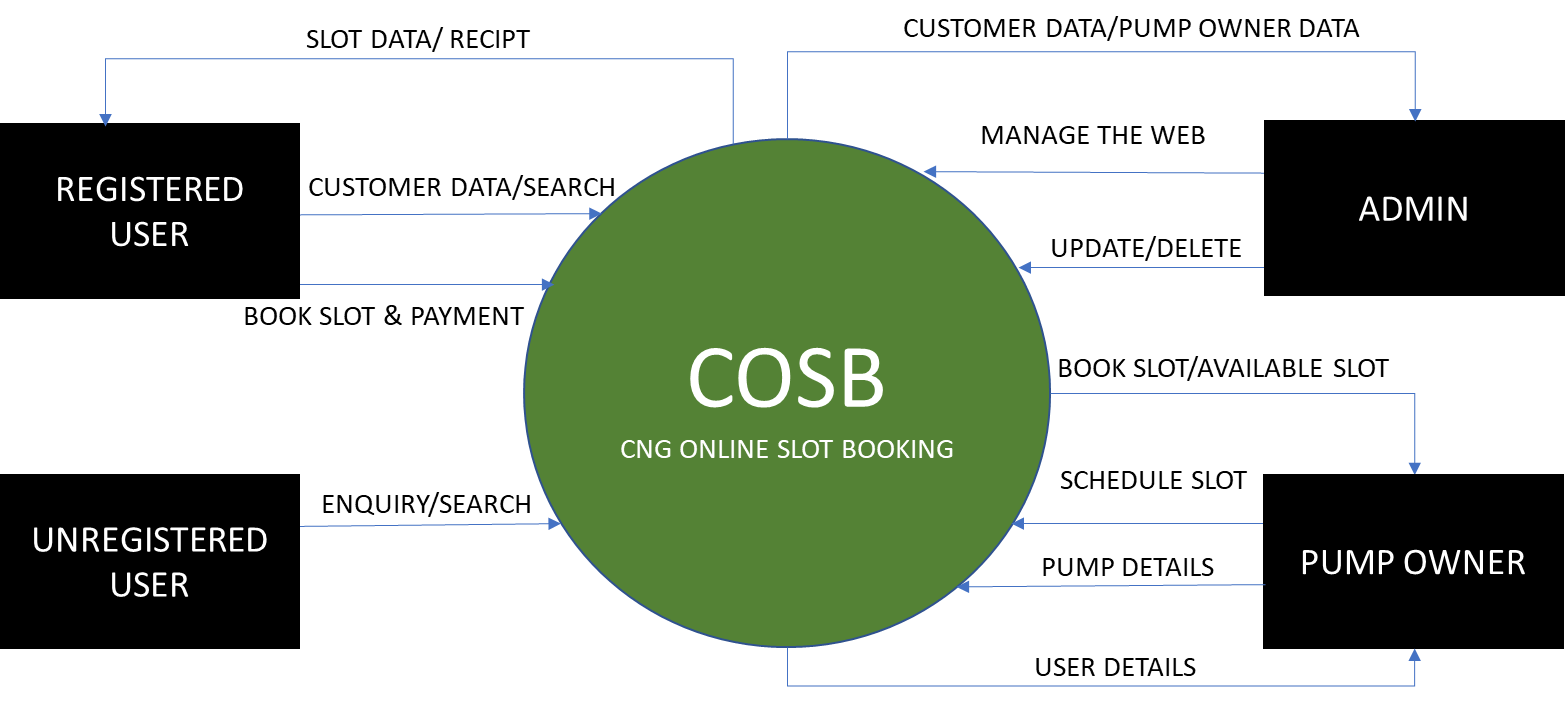 SLOT DATA/ RECIPT
CUSTOMER DATA/PUMP OWNER DATA
REGISTERED
USER
CUSTOMER DATA/SEARCH
BOOK SLOT & PAYMENT
MANAGE THE WEB
ADMIN
UPDATE/DELETE
COSB
CNG ONLINE SLOT BOOKING
BOOK SLOT/AVAILABLE SLOT
UNREGISTERED
USER
ENQUIRY/SEARCH
SCHEDULE SLOT
PUMP OWNER
PUMP DETAILS
USER DETAILS